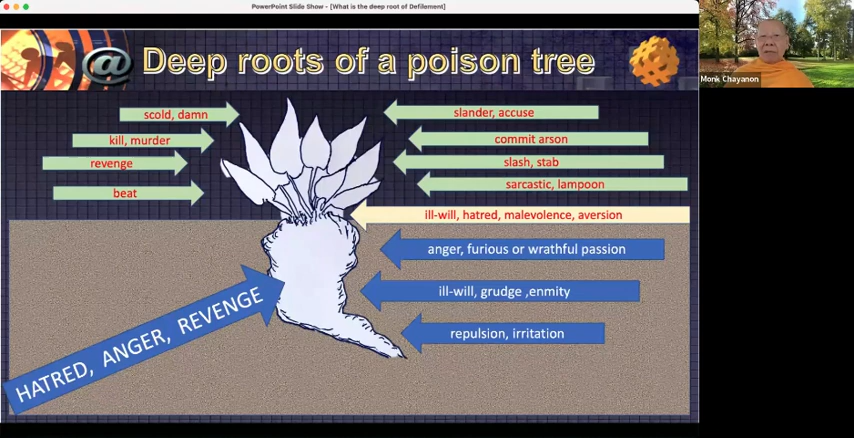 PowerPoint Slide Show - [What is the deep root of Defilement]
@ Deep roots of a poison tree
Monk Chayanon
scold, damn
slander, accuse
kill, murder
commit arson
revenge
slash, stab
beat
sarcastic, lampoon
ill-will, hatred, malevolence, aversion
anger, furious or wrathful passion
ill-will, grudge ,enmity
HATRED, ANGER, REVENGE
repulsion, irritation